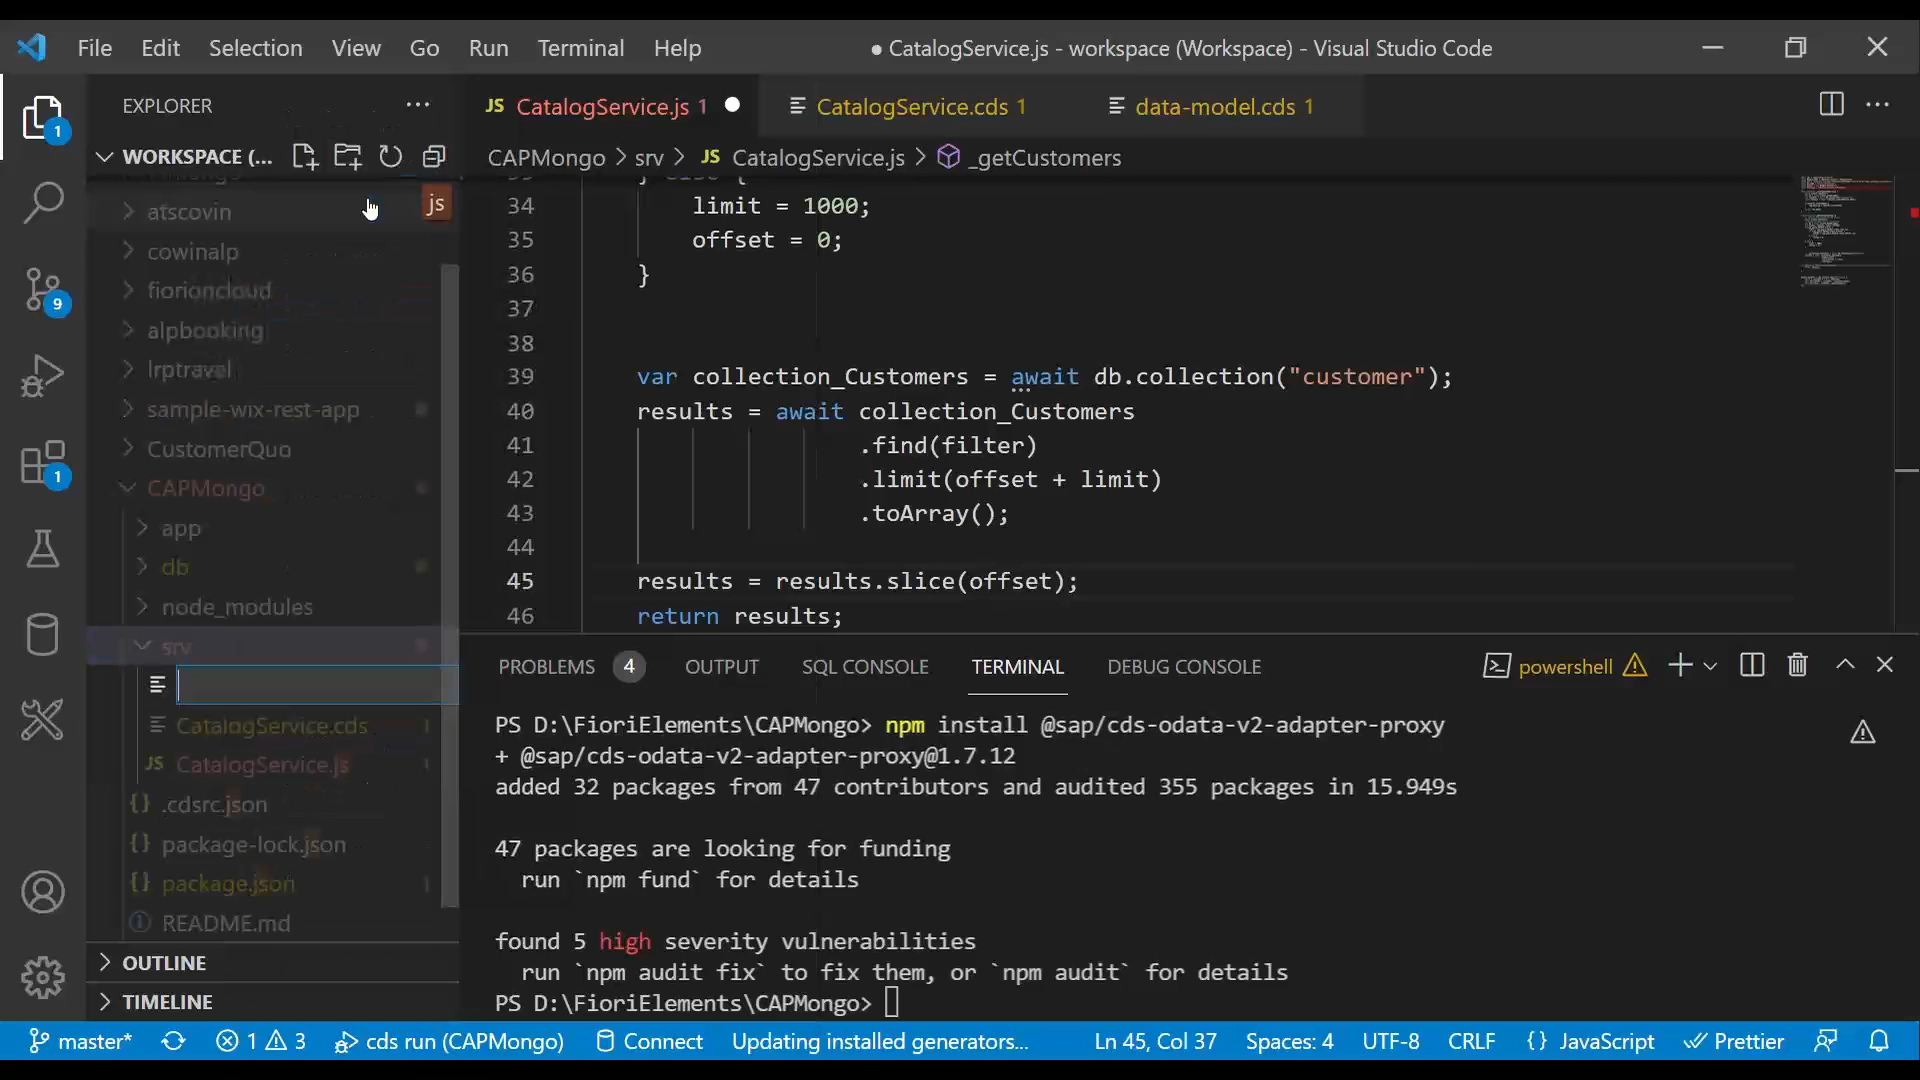 File Edit Selection View Go Run Terminal Help
● CatalogService.js - workspace (Workspace) - Visual Studio Code
EXPLORER
WORKSPACE (...
atscovin
cowinalp
fiorioncloud
alpbooking
lrptravel
sample-wix-rest-app
CustomerQuo
CAPMongo
app
db
node_modules
srv
CatalogService.cds 1
JS CatalogService.js 1
{} .cdsrc.json
{} package-lock.json
{} package.json 1
README.md
OUTLINE
TIMELINE
js
1
9
1
JS CatalogService.js 1
CatalogService.cds 1
data-model.cds 1
CAPMongo > srv > JS CatalogService.js > _getCustomers
34 limit = 1000;
35 offset = 0;
36 }
37
38
39 var collection_Customers = await db.collection("customer");
40 results = await collection_Customers
41 .find(filter)
42 .limit(offset + limit)
43 .toArray();
44
45 results = results.slice(offset);
46 return results;
PROBLEMS 4 OUTPUT SQL CONSOLE TERMINAL DEBUG CONSOLE
powershell
PS D:\FioriElements\CAPMongo> npm install @sap/cds-odata-v2-adapter-proxy
+ @sap/cds-odata-v2-adapter-proxy@1.7.12
added 32 packages from 47 contributors and audited 355 packages in 15.949s
47 packages are looking for funding
run `npm fund` for details
found 5 high severity vulnerabilities
run `npm audit fix` to fix them, or `npm audit` for details
PS D:\FioriElements\CAPMongo>
master* 1 3 cds run (CAPMongo) Connect Updating installed generators... Ln 45, Col 37 Spaces: 4 UTF-8 CRLF {} JavaScript Prettier